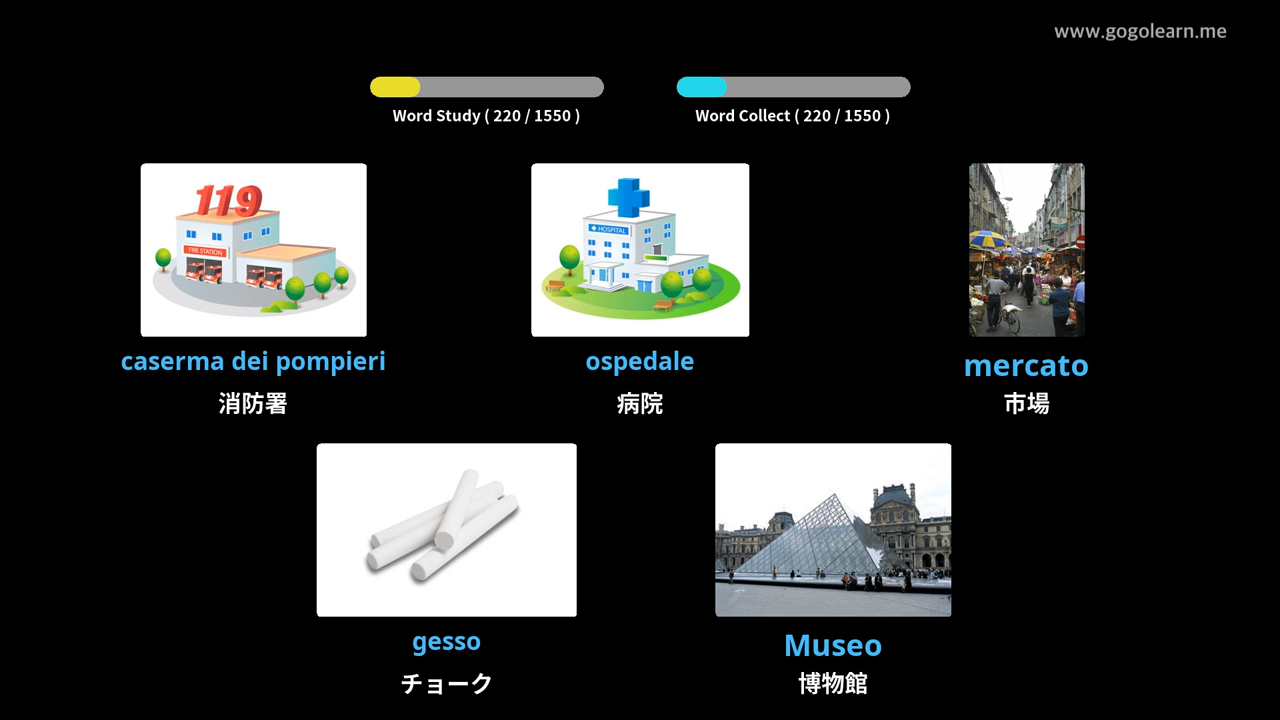 www.gogolearn.me
Word Study ( 220 / 1550 )
Word Collect ( 220 / 1550 )
119
FIRE STATION
HOSPITAL
caserma dei pompieri
消防署
ospedale
病院
mercato
市場
gesso
チョーク
Museo
博物館